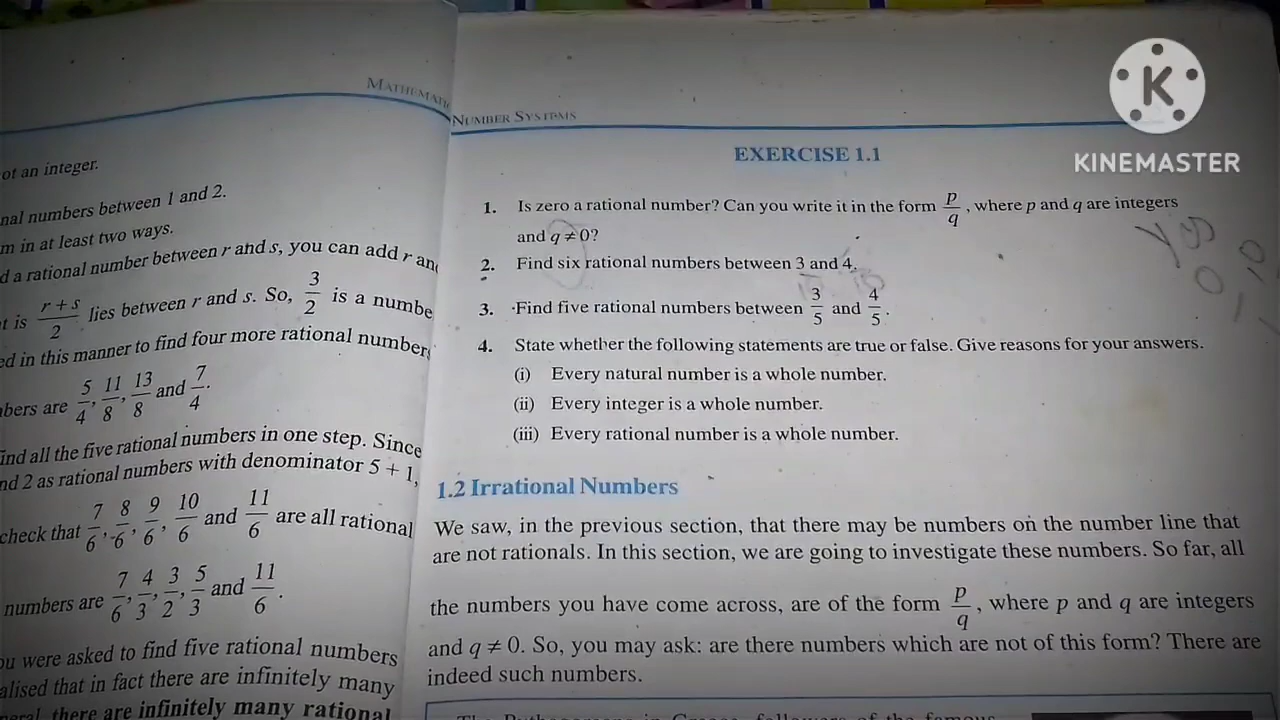 MATHEMATIC
ot an integer.
nal numbers between 1 and 2.
m in at least two ways.
d a rational number between r and s, you can add r an
t is r + s / 2 lies between r and s. So, 3/2 is a numbe
ed in this manner to find four more rational number
bers are 5/4, 11/8, 13/8 and 7/4.
ind all the five rational numbers in one step. Since
nd 2 as rational numbers with denominator 5 + 1,
check that 7/6, 8/6, 9/6, 10/6 and 11/6 are all rational
numbers are 7/6, 4/3, 3/2, 5/3 and 11/6.
ou were asked to find five rational numbers
alised that in fact there are infinitely many
neral, there are infinitely many rational
NUMBER SYSTEMS
K
KINEMASTER
EXERCISE 1.1
1. Is zero a rational number? Can you write it in the form p/q, where p and q are integers
and q ≠ 0?
2. Find six rational numbers between 3 and 4.
3. Find five rational numbers between 3/5 and 4/5.
4. State whether the following statements are true or false. Give reasons for your answers.
(i) Every natural number is a whole number.
(ii) Every integer is a whole number.
(iii) Every rational number is a whole number.
1.2 Irrational Numbers
We saw, in the previous section, that there may be numbers on the number line that
are not rationals. In this section, we are going to investigate these numbers. So far, all
the numbers you have come across, are of the form p/q, where p and q are integers
and q ≠ 0. So, you may ask: are there numbers which are not of this form? There are
indeed such numbers.